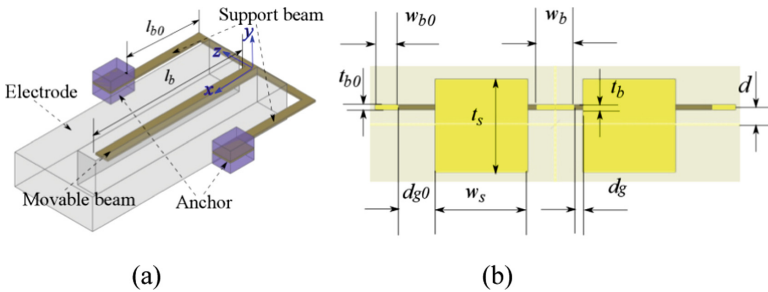 Support beam
l_b0
y
z
l_b
x
Electrode
Movable beam
Anchor
(a)
w_b0
w_b
t_b0
t_s
t_b
d
d_g0
w_s
d_g
(b)